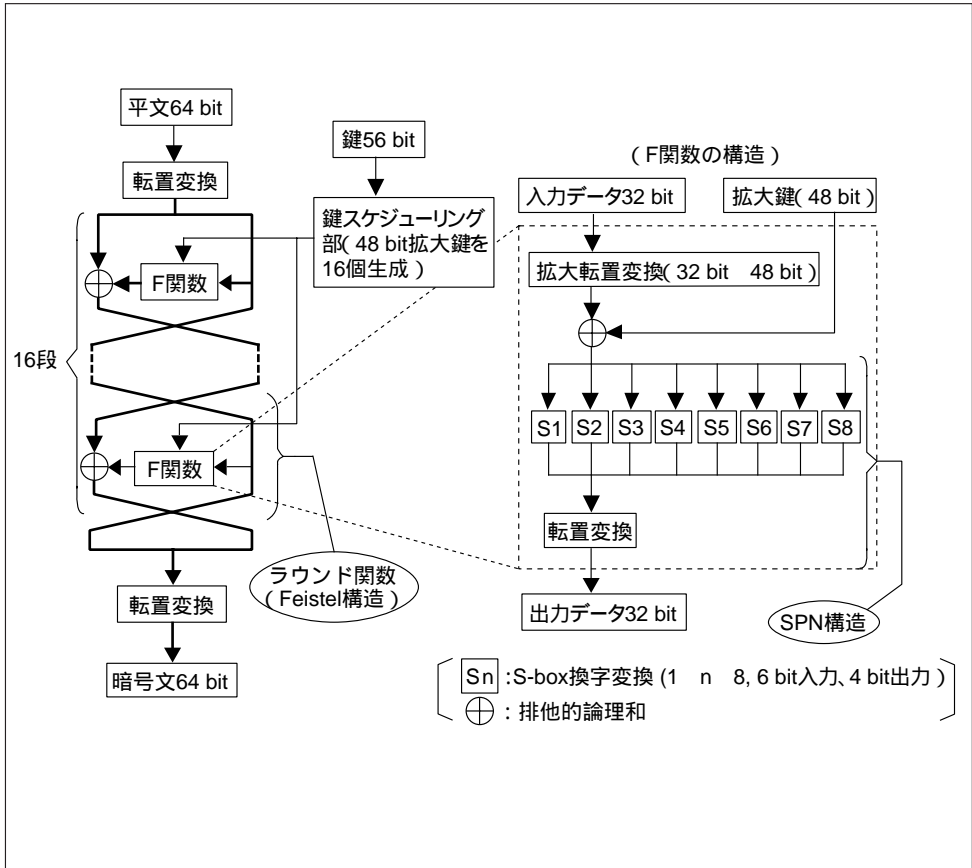 平文64 bit
転置変換
16段
F関数
F関数
転置変換
暗号文64 bit
鍵56 bit
鍵スケジューリング
部( 48 bit拡大鍵を
16個生成 )
ラウンド関数
( Feistel構造 )
( F関数の構造 )
入力データ32 bit
拡大鍵( 48 bit )
拡大転置変換( 32 bit 48 bit )
S1 S2 S3 S4 S5 S6 S7 S8
転置変換
出力データ32 bit
SPN構造
Sn :S-box換字変換 (1 n 8, 6 bit入力、4 bit出力 )
: 排他的論理和